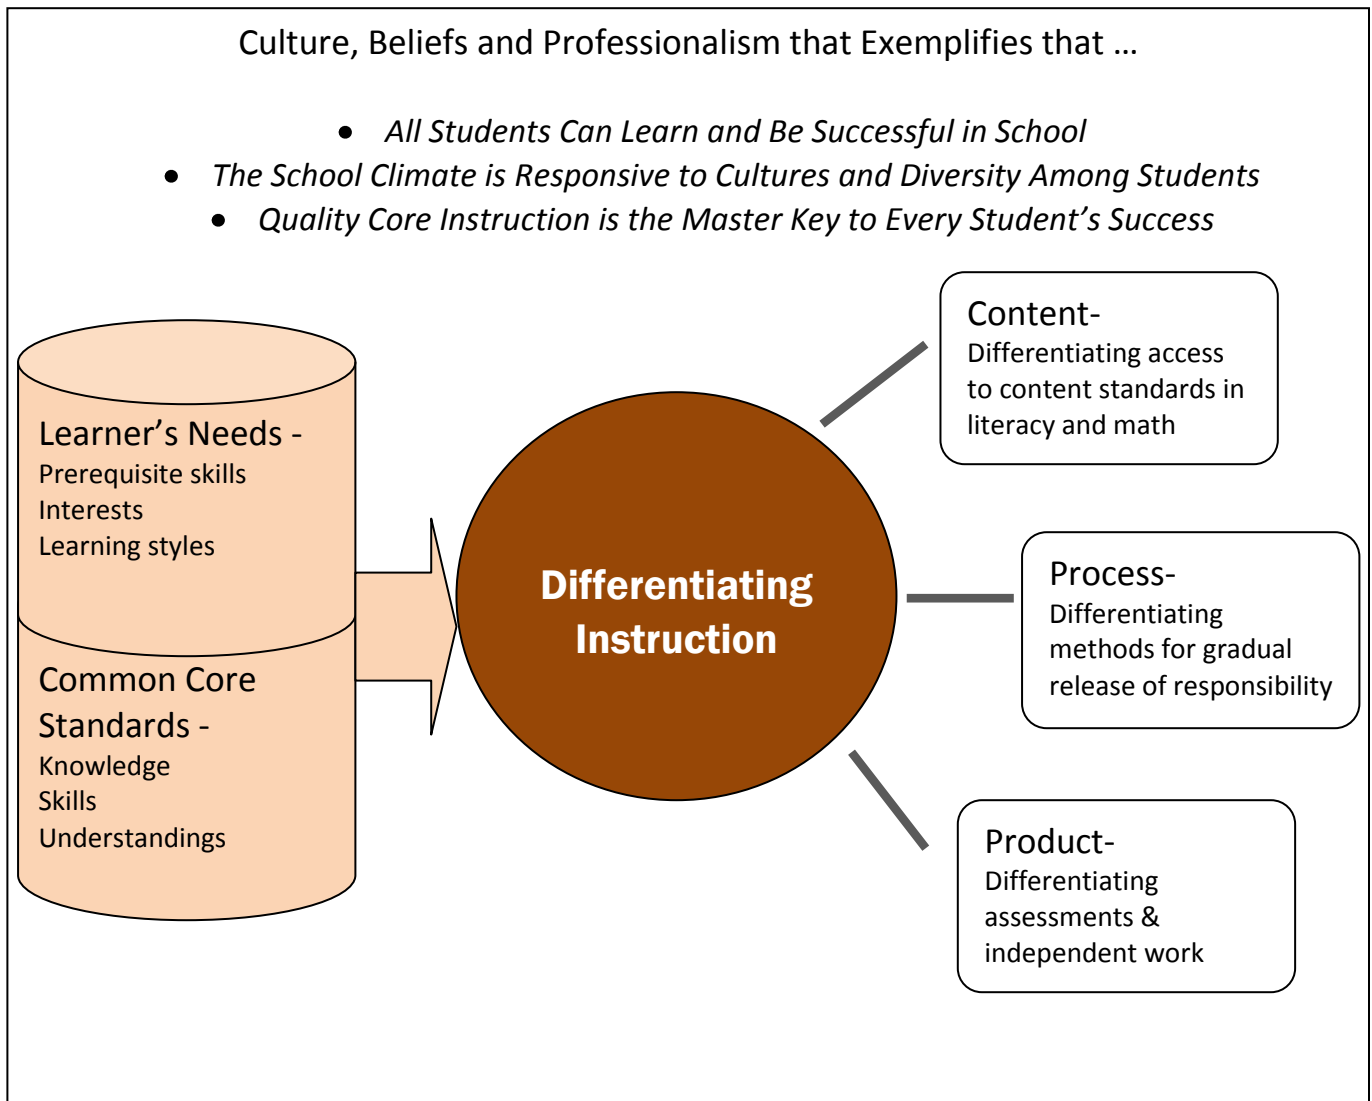 Culture, Beliefs and Professionalism that Exemplifies that …
• All Students Can Learn and Be Successful in School
• The School Climate is Responsive to Cultures and Diversity Among Students
• Quality Core Instruction is the Master Key to Every Student’s Success
Learner’s Needs -
Prerequisite skills
Interests
Learning styles
Common Core
Standards -
Knowledge
Skills
Understandings
Differentiating
Instruction
Content-
Differentiating access
to content standards in
literacy and math
Process-
Differentiating
methods for gradual
release of responsibility
Product-
Differentiating
assessments &
independent work